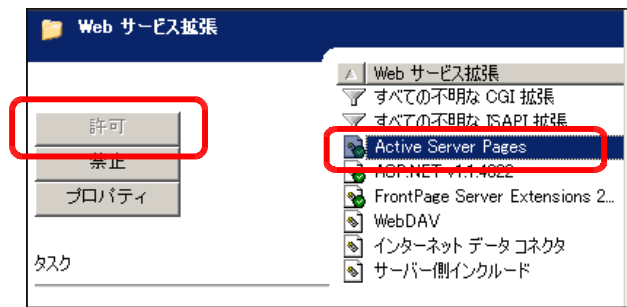 Web サービス拡張
Web サービス拡張
すべての不明な CGI 拡張
すべての不明な ISAPI 拡張
許可
Active Server Pages
禁止
ASP.NET v1.1.4322
プロパティ
FrontPage Server Extensions 2...
WebDAV
インターネット データ コネクタ
タスク
サーバー側インクルード